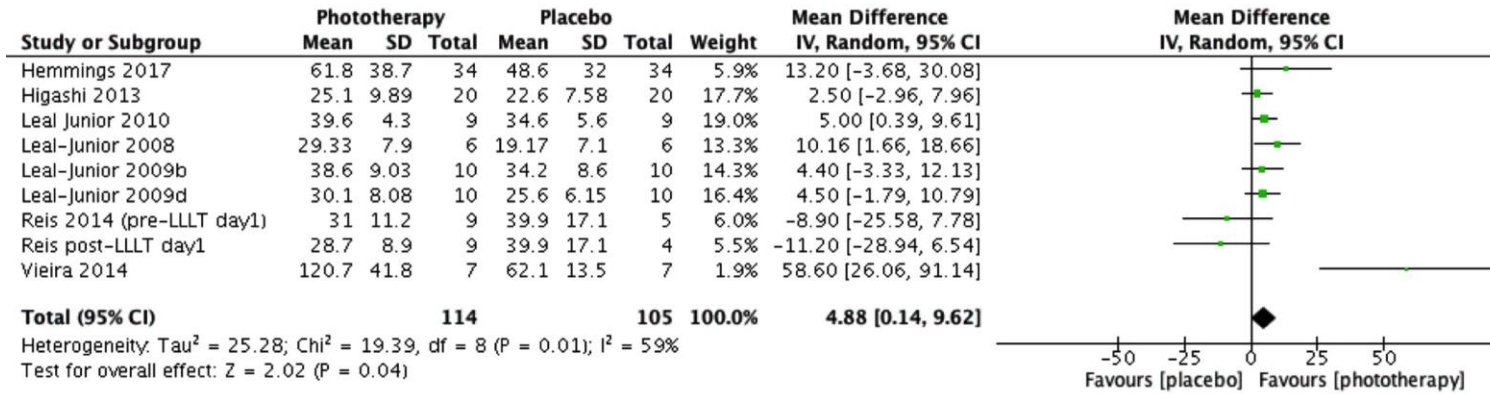 Phototherapy Placebo Mean Difference Mean Difference
Study or Subgroup Mean SD Total Mean SD Total Weight IV, Random, 95% CI IV, Random, 95% CI
Hemmings 2017 61.8 38.7 34 48.6 32 34 5.9% 13.20 [-3.68, 30.08]
Higashi 2013 25.1 9.89 20 22.6 7.58 20 17.7% 2.50 [-2.96, 7.96]
Leal Junior 2010 39.6 4.3 9 34.6 5.6 9 19.0% 5.00 [0.39, 9.61]
Leal-Junior 2008 29.33 7.9 6 19.17 7.1 6 13.3% 10.16 [1.66, 18.66]
Leal-Junior 2009b 38.6 9.03 10 34.2 8.6 10 14.3% 4.40 [-3.33, 12.13]
Leal-Junior 2009d 30.1 8.08 10 25.6 6.15 10 16.4% 4.50 [-1.79, 10.79]
Reis 2014 (pre-LLLT day1) 31 11.2 9 39.9 17.1 5 6.0% -8.90 [-25.58, 7.78]
Reis post-LLLT day1 28.7 8.9 9 39.9 17.1 4 5.5% -11.20 [-28.94, 6.54]
Vieira 2014 120.7 41.8 7 62.1 13.5 7 1.9% 58.60 [26.06, 91.14]
Total (95% CI) 114 105 100.0% 4.88 [0.14, 9.62]
Heterogeneity: Tau² = 25.28; Chi² = 19.39, df = 8 (P = 0.01); I² = 59%
Test for overall effect: Z = 2.02 (P = 0.04)
-50 -25 0 25 50
Favours [placebo] Favours [phototherapy]